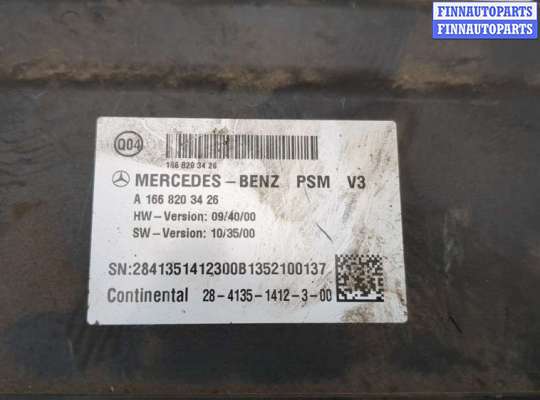 FINNAUTOPARTS
FINNAUTOPARTS
Q04
166 820 34 26
MERCEDES-BENZ PSM V3
A 166 820 34 26
HW-Version: 09/40/00
SW-Version: 10/35/00
SN:2841351412300B1352100137
Continental 28-4135-1412-3-00